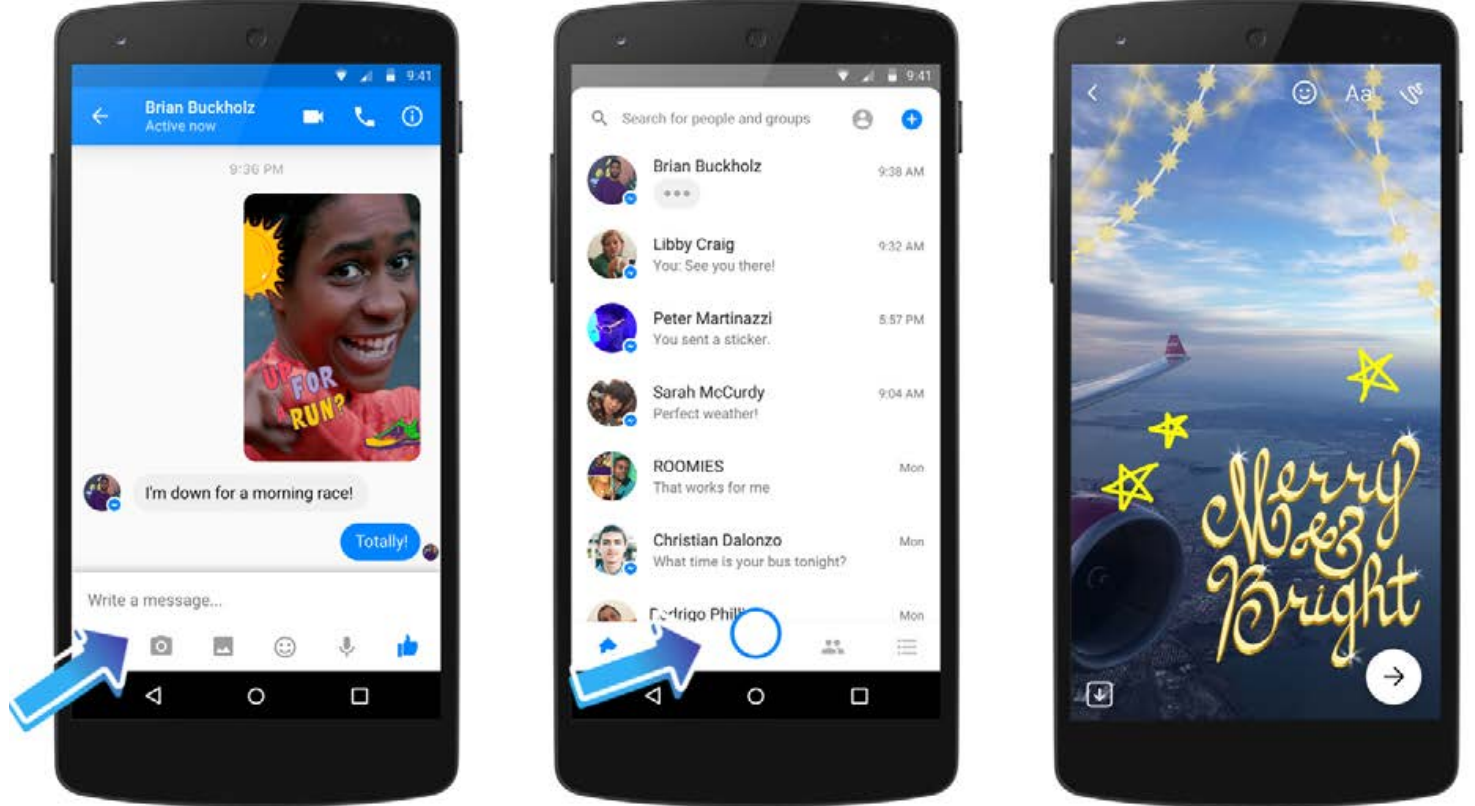 9:41
Brian Buckholz
Active now
9:36 PM
UP
FOR
A RUN?
I'm down for a morning race!
Totally!
Write a message...
9:41
Search for people and groups
Brian Buckholz
9:38 AM
Libby Craig
9:32 AM
You: See you there!
Peter Martinazzi
5:57 PM
You sent a sticker.
Sarah McCurdy
9:04 AM
Perfect weather!
ROOMIES
Mon
That works for me
Christian Dalonzo
Mon
What time is your bus tonight?
Mon
Aa
Merry
&
Bright